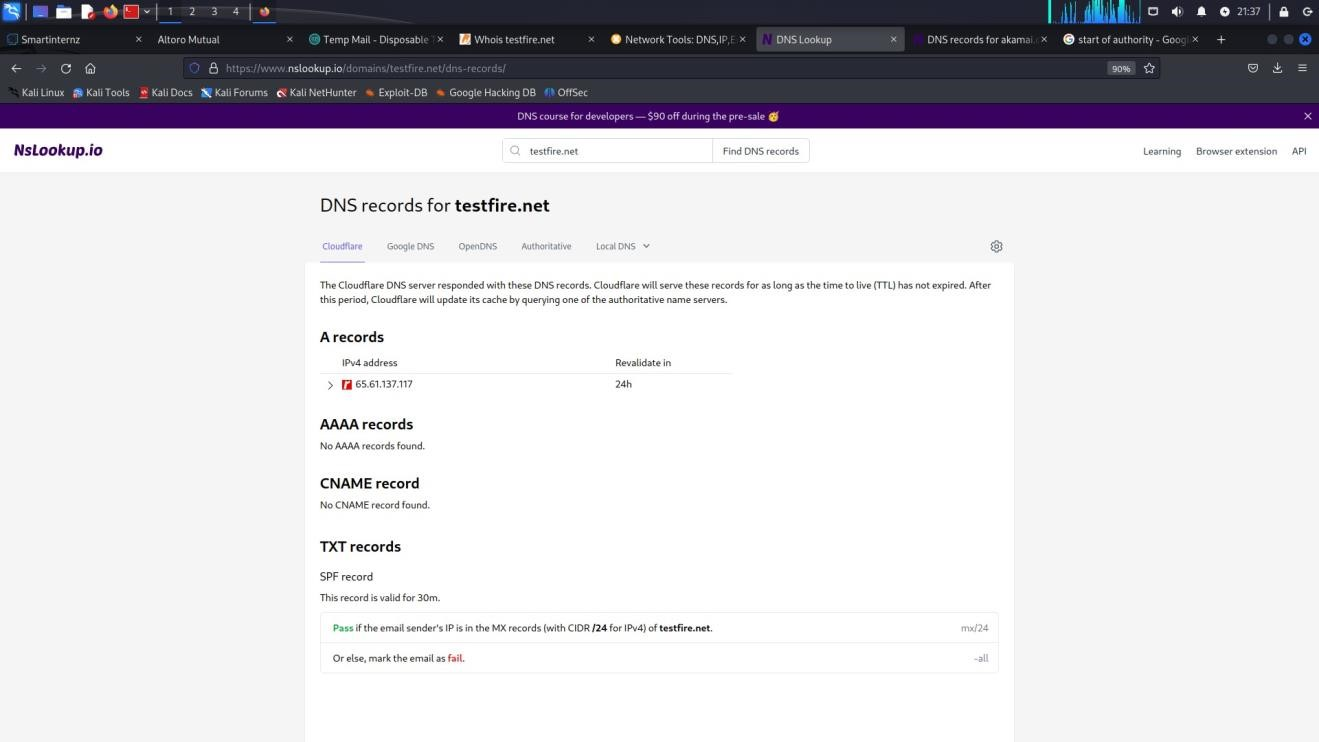 1 2 3 4 21:37
Smartinternz Altoro Mutual Temp Mail - Disposable Whois testfire.net Network Tools: DNS,IP,E DNS Lookup DNS records for akamai. start of authority - Goog +
https://www.nslookup.io/domains/testfire.net/dns-records/ 90%
Kali Linux Kali Tools Kali Docs Kali Forums Kali NetHunter Exploit-DB Google Hacking DB OffSec
DNS course for developers — $90 off during the pre-sale 🥳
NsLookup.io testfire.net Find DNS records Learning Browser extension API
DNS records for testfire.net
Cloudflare Google DNS OpenDNS Authoritative Local DNS
The Cloudflare DNS server responded with these DNS records. Cloudflare will serve these records for as long as the time to live (TTL) has not expired. After
this period, Cloudflare will update its cache by querying one of the authoritative name servers.
A records
IPv4 address Revalidate in
65.61.137.117 24h
AAAA records
No AAAA records found.
CNAME record
No CNAME record found.
TXT records
SPF record
This record is valid for 30m.
Pass if the email sender's IP is in the MX records (with CIDR /24 for IPv4) of testfire.net. mx/24
Or else, mark the email as fail. -all